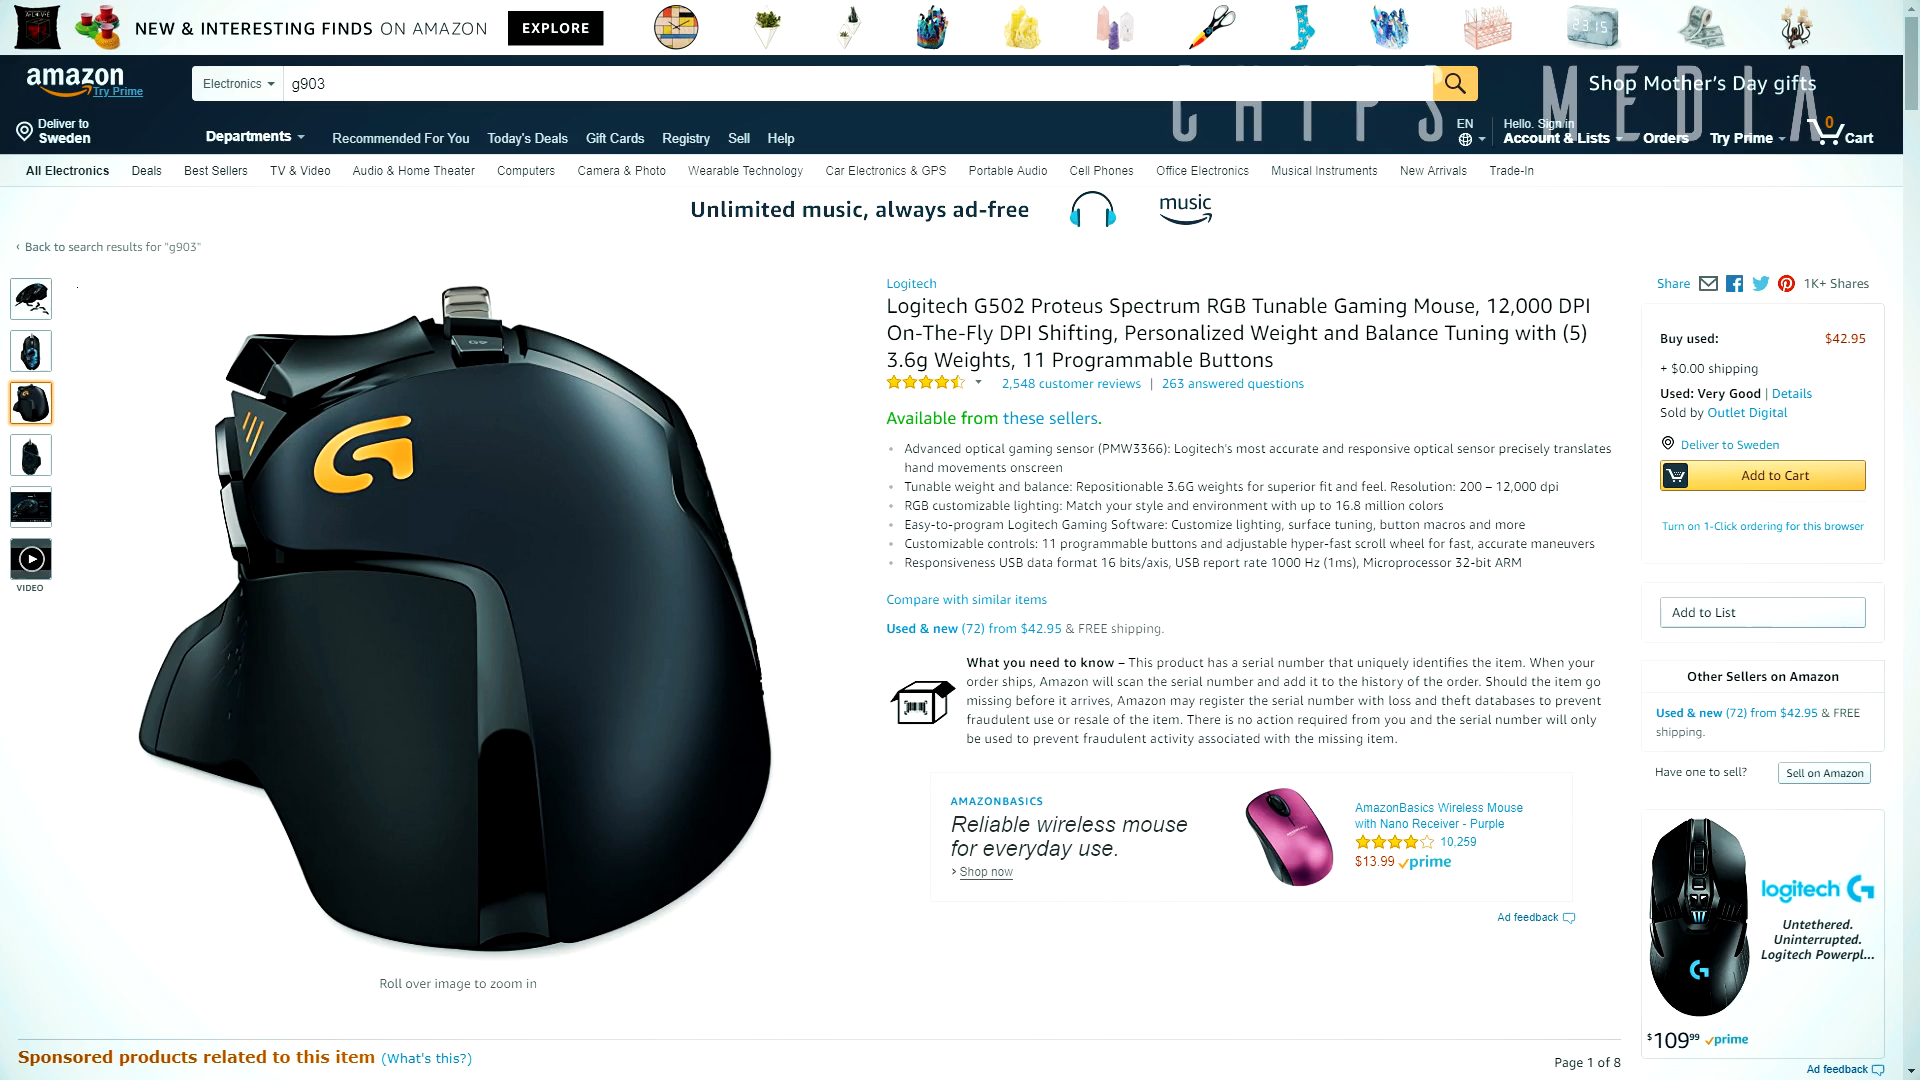 NEW & INTERESTING FINDS ON AMAZON EXPLORE
amazon
Try Prime
Electronics
g903
CHIPS MEDIA
Shop Mother's Day gifts
Deliver to
Sweden
Departments
Recommended For You Today's Deals Gift Cards Registry Sell Help
EN
Hello. Sign in
Account & Lists
Orders
Try Prime
0
Cart
All Electronics Deals Best Sellers TV & Video Audio & Home Theater Computers Camera & Photo Wearable Technology Car Electronics & GPS Portable Audio Cell Phones Office Electronics Musical Instruments New Arrivals Trade-In
Unlimited music, always ad-free
music
‹ Back to search results for "g903"
VIDEO
G
Roll over image to zoom in
Logitech
Logitech G502 Proteus Spectrum RGB Tunable Gaming Mouse, 12,000 DPI
On-The-Fly DPI Shifting, Personalized Weight and Balance Tuning with (5)
3.6g Weights, 11 Programmable Buttons
2,548 customer reviews | 263 answered questions
Available from these sellers.
Advanced optical gaming sensor (PMW3366): Logitech's most accurate and responsive optical sensor precisely translates
hand movements onscreen
Tunable weight and balance: Repositionable 3.6G weights for superior fit and feel. Resolution: 200 – 12,000 dpi
RGB customizable lighting: Match your style and environment with up to 16.8 million colors
Easy-to-program Logitech Gaming Software: Customize lighting, surface tuning, button macros and more
Customizable controls: 11 programmable buttons and adjustable hyper-fast scroll wheel for fast, accurate maneuvers
Responsiveness USB data format 16 bits/axis, USB report rate 1000 Hz (1ms), Microprocessor 32-bit ARM
Compare with similar items
Used & new (72) from $42.95 & FREE shipping.
What you need to know – This product has a serial number that uniquely identifies the item. When your
order ships, Amazon will scan the serial number and add it to the history of the order. Should the item go
missing before it arrives, Amazon may register the serial number with loss and theft databases to prevent
fraudulent use or resale of the item. There is no action required from you and the serial number will only
be used to prevent fraudulent activity associated with the missing item.
AMAZONBASICS
Reliable wireless mouse
for everyday use.
› Shop now
AmazonBasics Wireless Mouse
with Nano Receiver - Purple
10,259
$13.99 prime
Ad feedback
Share
1K+ Shares
Buy used: $42.95
+ $0.00 shipping
Used: Very Good | Details
Sold by Outlet Digital
Deliver to Sweden
Add to Cart
Turn on 1-Click ordering for this browser
Add to List
Other Sellers on Amazon
Used & new (72) from $42.95 & FREE
shipping.
Have one to sell?
Sell on Amazon
logitech G
Untethered.
Uninterrupted.
Logitech Powerpl...
$109.99 prime
Ad feedback
Sponsored products related to this item (What's this?)
Page 1 of 8